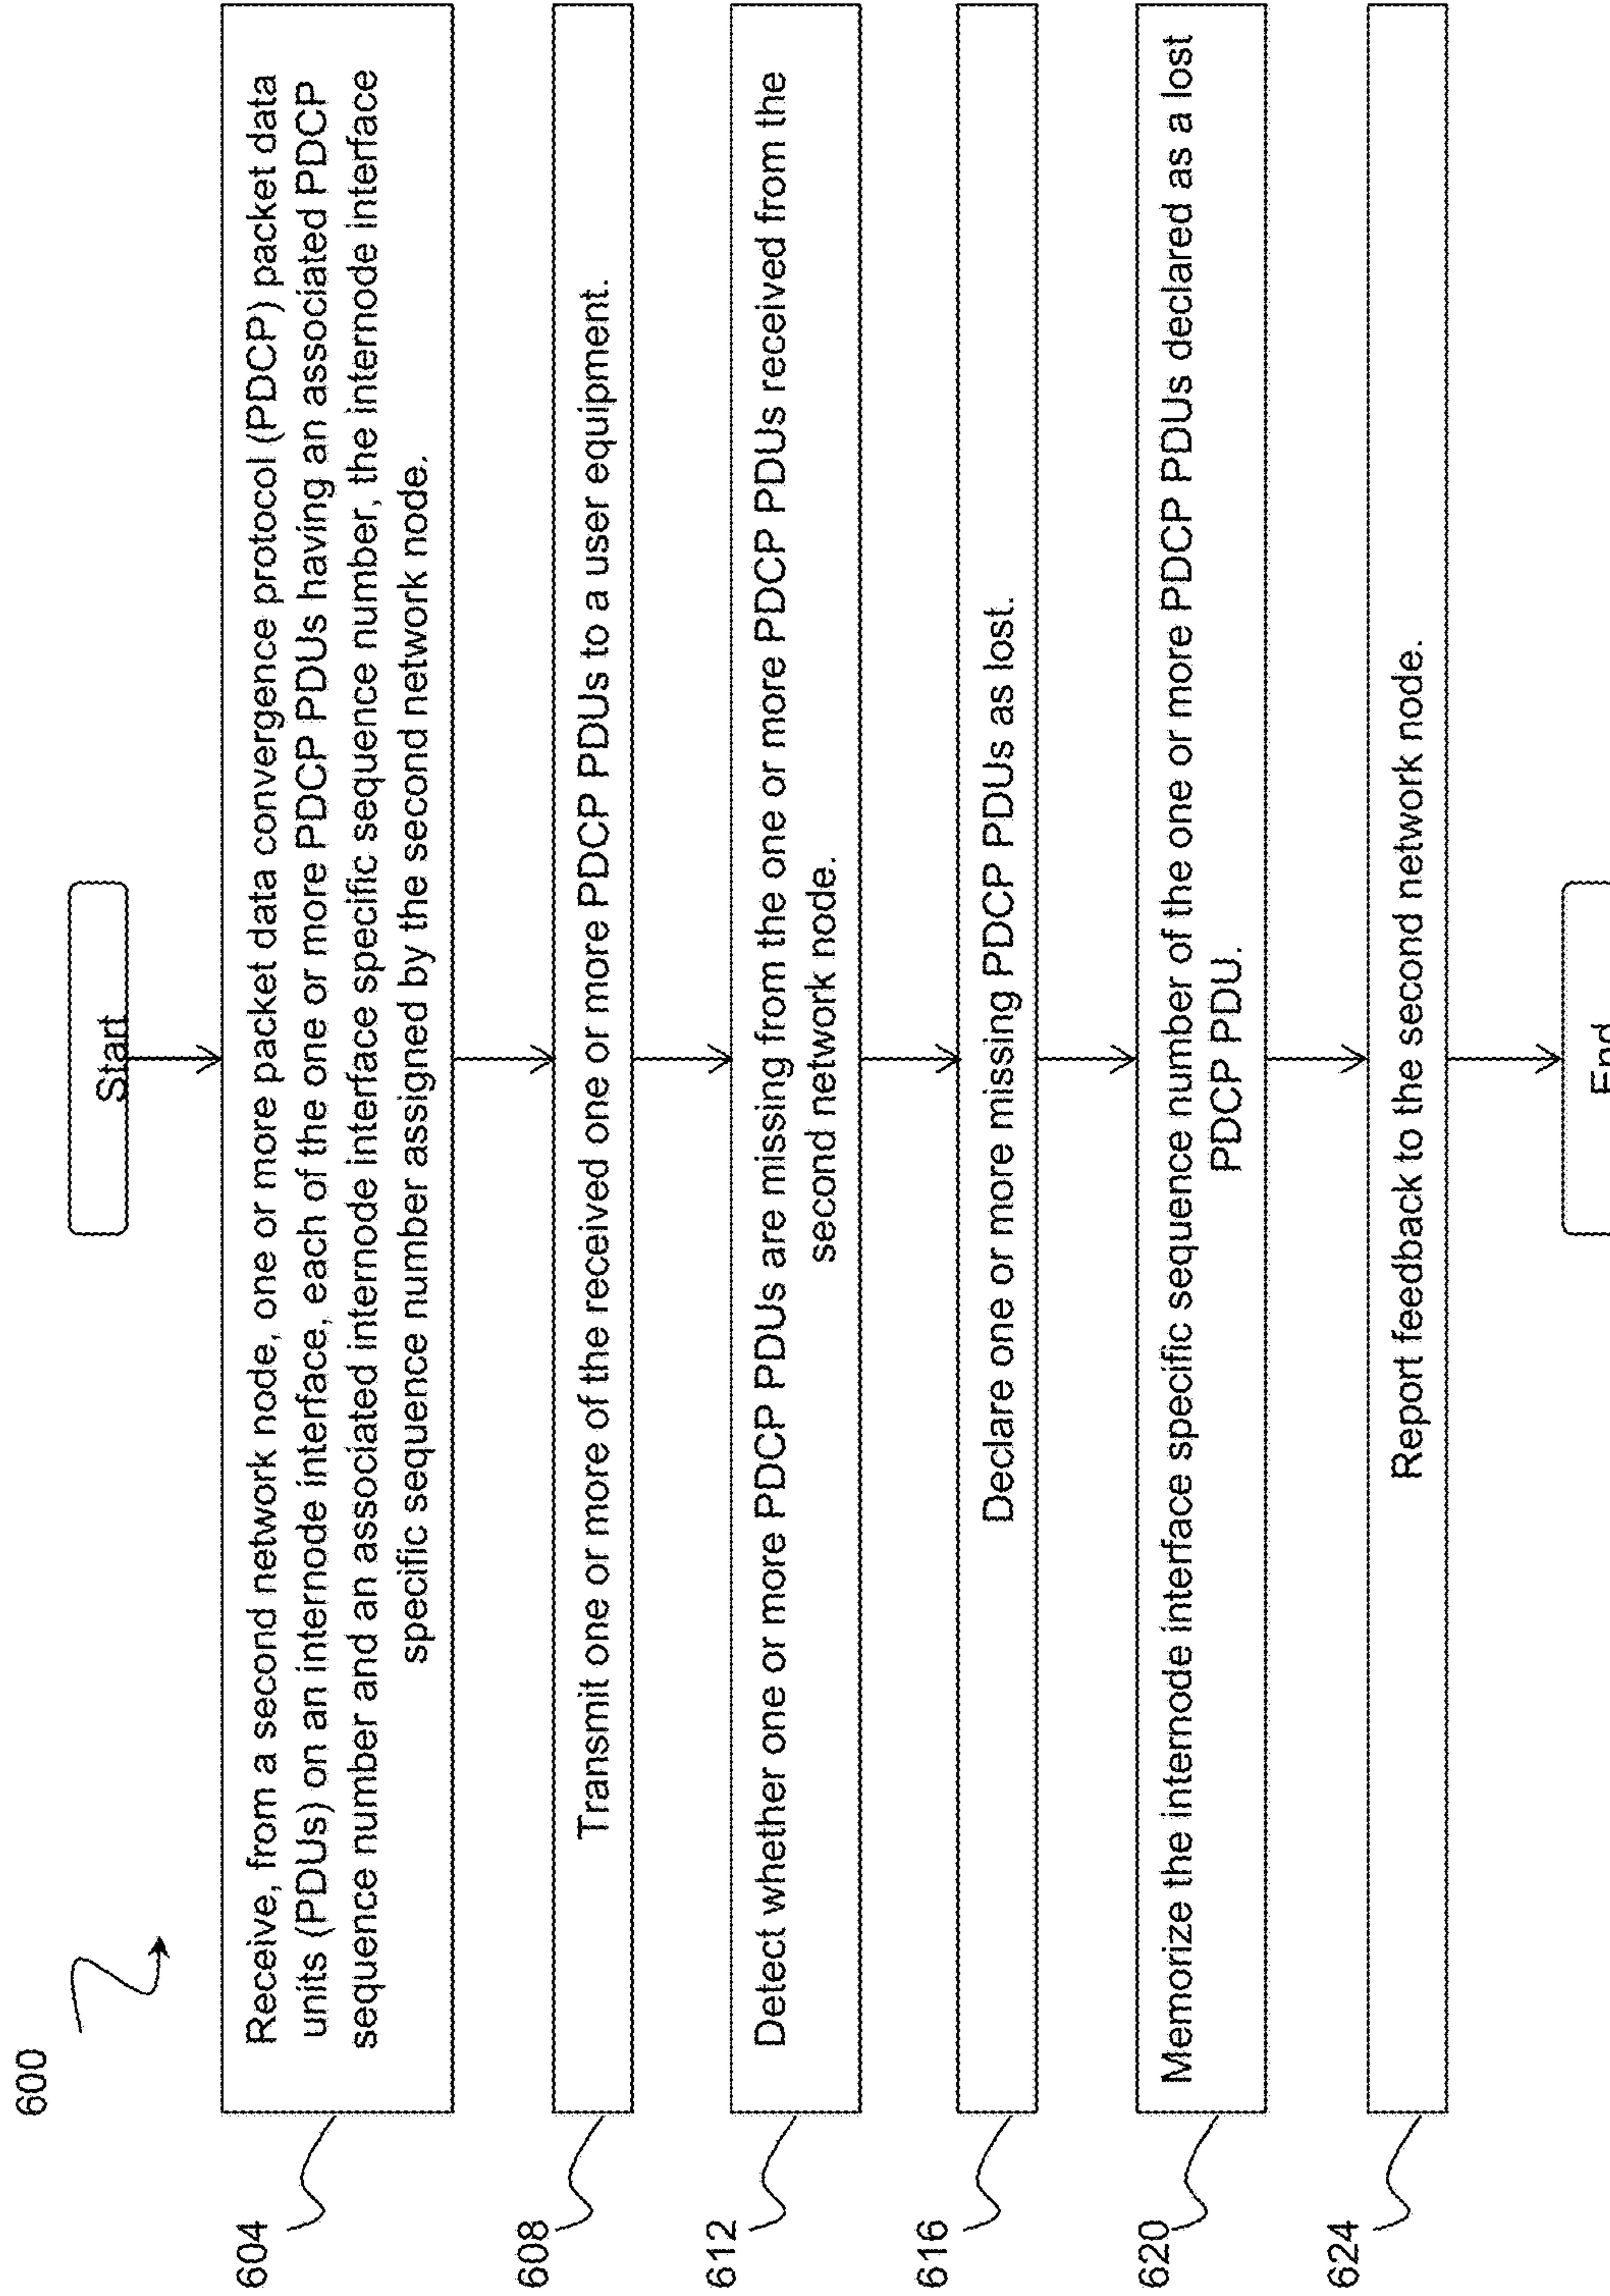 600
Start
604
Receive, from a second network node, one or more packet data convergence protocol (PDCP) packet data
units (PDUs) on an internode interface, each of the one or more PDCP PDUs having an associated PDCP
sequence number and an associated internode interface specific sequence number, the internode interface
specific sequence number assigned by the second network node.
608
Transmit one or more of the received one or more PDCP PDUs to a user equipment.
612
Detect whether one or more PDCP PDUs are missing from the one or more PDCP PDUs received from the
second network node.
616
Declare one or more missing PDCP PDUs as lost.
620
Memorize the internode interface specific sequence number of the one or more PDCP PDUs declared as a lost
PDCP PDU.
624
Report feedback to the second network node.
End